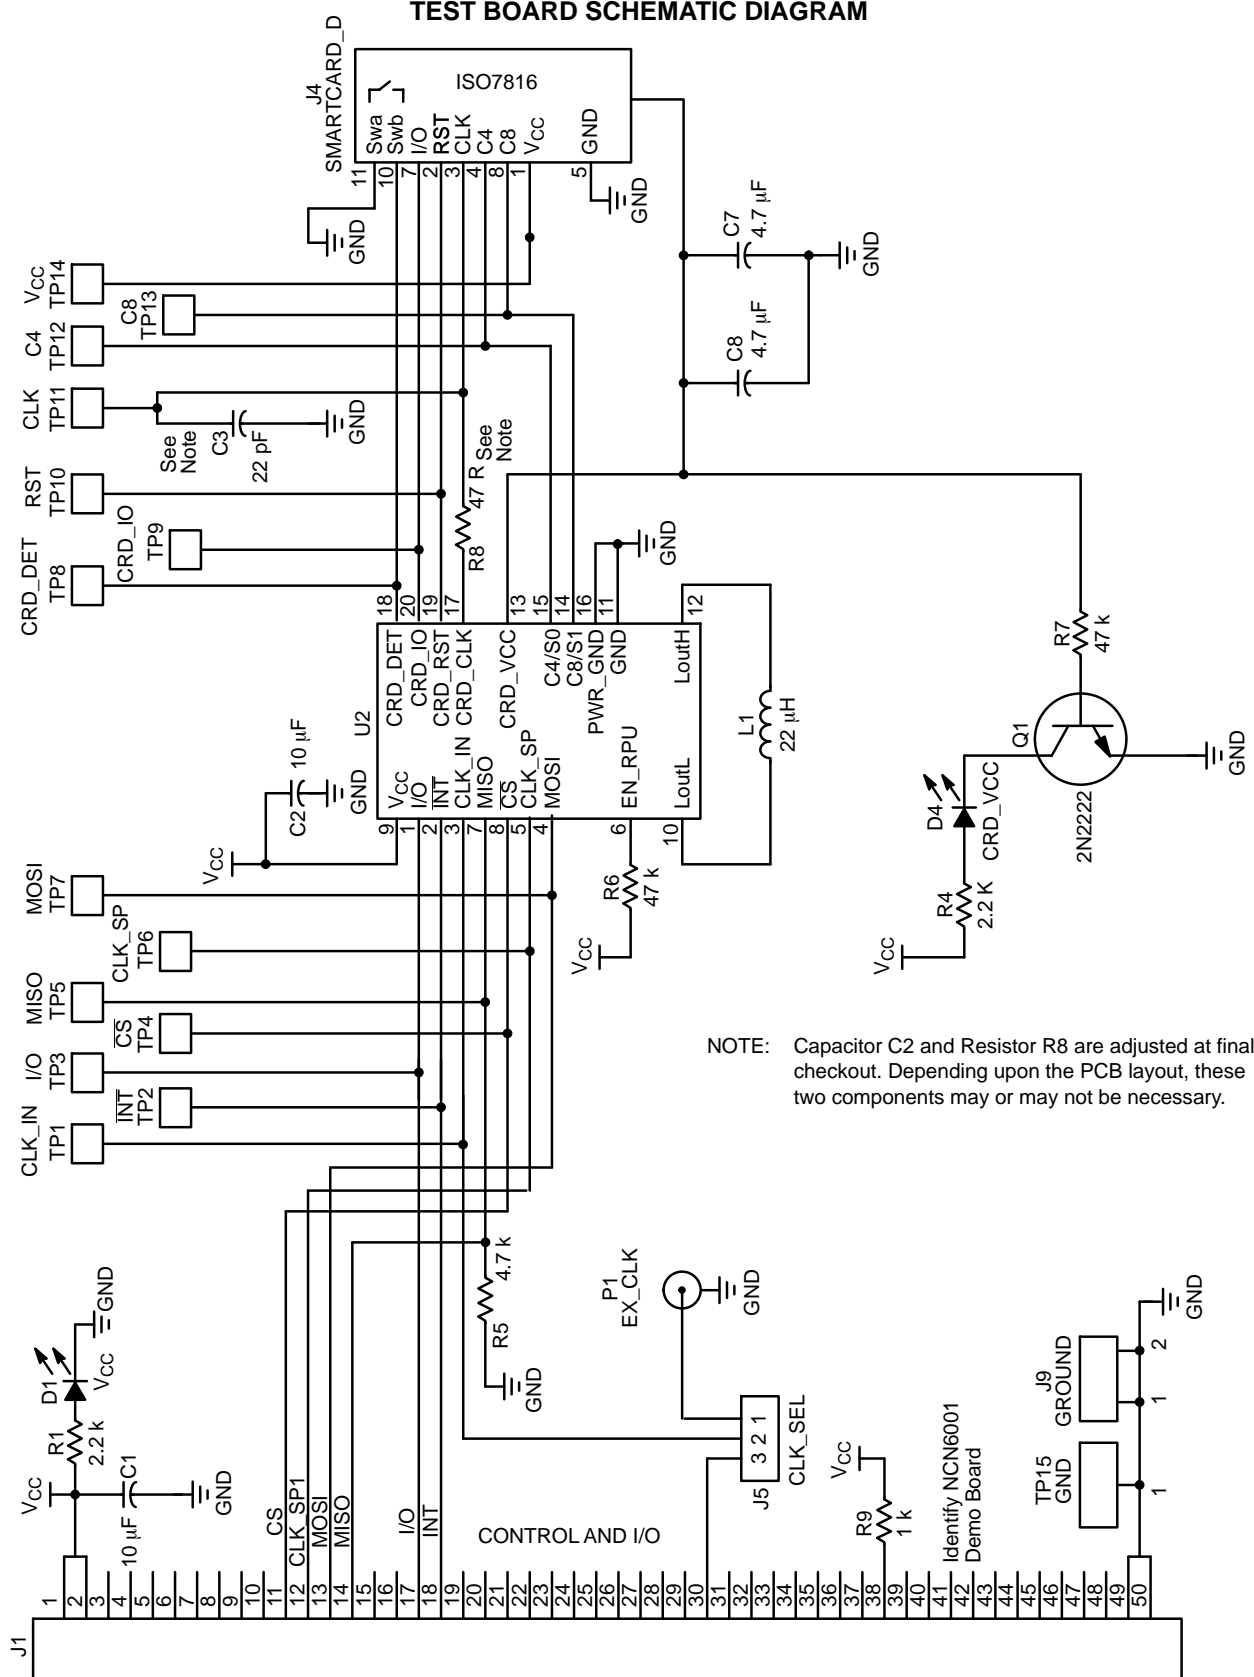 TEST BOARD SCHEMATIC DIAGRAM
J4
SMARTCARD_D
ISO7816
Swa
Swb
I/O
RST
CLK
C4
C8
VCC
GND
11
10
7
2
3
4
8
1
5
GND
GND
VCC
TP14
C8
TP13
C4
TP12
CLK
TP11
See
Note
C3
22 pF
GND
RST
TP10
CRD_IO
TP9
CRD_DET
TP8
R8
47 R
See
Note
C7
4.7 µF
C8
4.7 µF
GND
18
20
19
17
13
15
14
16
11
12
GND
U2
CRD_DET
CRD_IO
CRD_RST
CRD_CLK
CRD_VCC
C4/S0
C8/S1
PWR_GND
GND
LoutH
VCC
I/O
INT
CLK_IN
MISO
CS
CLK_SP
MOSI
EN_RPU
LoutL
9
1
2
3
7
8
5
4
6
10
L1
22 µH
VCC
C2
10 µF
GND
R6
47 k
VCC
R7
47 k
Q1
2N2222
GND
D4
CRD_VCC
R4
2.2 K
VCC
MOSI
TP7
CLK_SP
TP6
MISO
TP5
CS
TP4
I/O
TP3
INT
TP2
CLK_IN
TP1
NOTE: Capacitor C2 and Resistor R8 are adjusted at final
checkout. Depending upon the PCB layout, these
two components may or may not be necessary.
R5
4.7 k
GND
P1
EX_CLK
GND
3 2 1
J5
CLK_SEL
D1
VCC
GND
R1
2.2 k
VCC
C1
10 µF
GND
CS
CLK_SP1
MOSI
MISO
I/O
INT
CONTROL AND I/O
VCC
R9
1 k
Identify NCN6001
Demo Board
TP15
GND
1
J9
GROUND
1
2
GND
J1
1
2
3
4
5
6
7
8
9
10
11
12
13
14
15
16
17
18
19
20
21
22
23
24
25
26
27
28
29
30
31
32
33
34
35
36
37
38
39
40
41
42
43
44
45
46
47
48
49
50